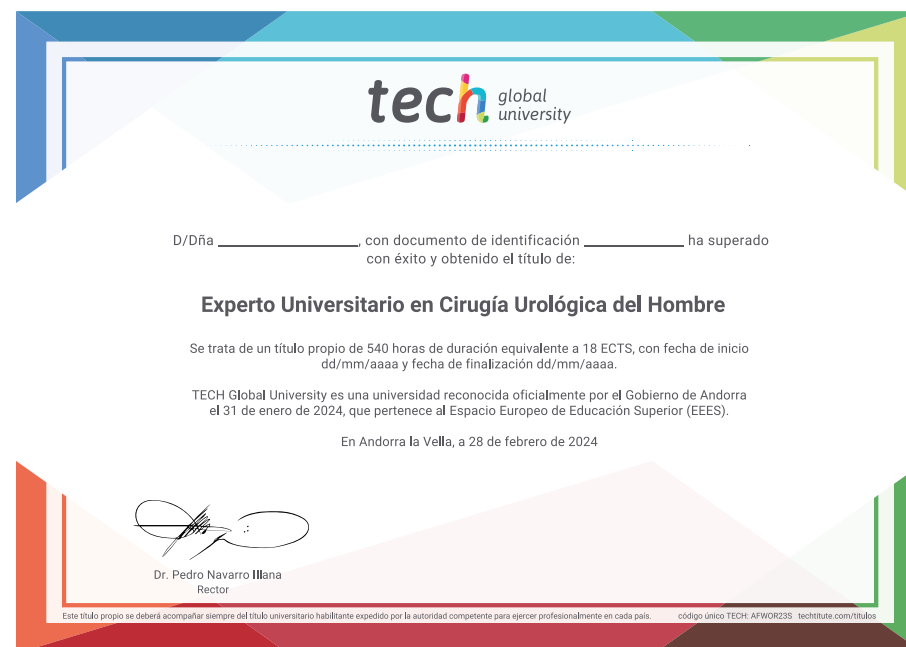 tech global university
D/Dña ____________, con documento de identificación ____________ ha superado
con éxito y obtenido el título de:
Experto Universitario en Cirugía Urológica del Hombre
Se trata de un título propio de 540 horas de duración equivalente a 18 ECTS, con fecha de inicio
dd/mm/aaaa y fecha de finalización dd/mm/aaaa.
TECH Global University es una universidad reconocida oficialmente por el Gobierno de Andorra
el 31 de enero de 2024, que pertenece al Espacio Europeo de Educación Superior (EEES).
En Andorra la Vella, a 28 de febrero de 2024
Dr. Pedro Navarro Illana
Rector
Este título propio se deberá acompañar siempre del título universitario habilitante expedido por la autoridad competente para ejercer profesionalmente en cada país. código único TECH: AFWOR23S techtitute.com/titulos